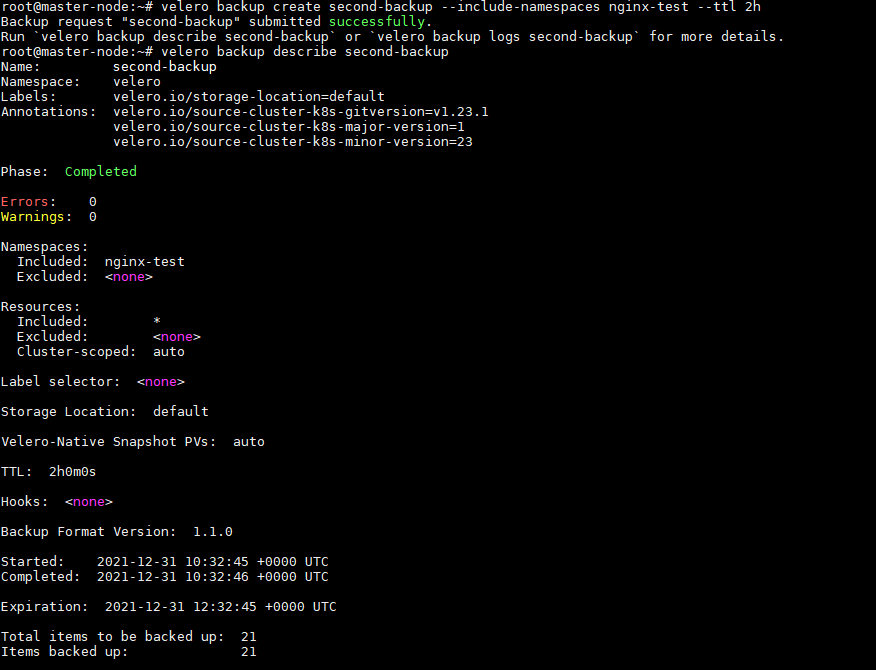 root@master-node:~# velero backup create second-backup --include-namespaces nginx-test --ttl 2h
Backup request "second-backup" submitted successfully.
Run `velero backup describe second-backup` or `velero backup logs second-backup` for more details.
root@master-node:~# velero backup describe second-backup
Name:         second-backup
Namespace:    velero
Labels:       velero.io/storage-location=default
Annotations:  velero.io/source-cluster-k8s-gitversion=v1.23.1
              velero.io/source-cluster-k8s-major-version=1
              velero.io/source-cluster-k8s-minor-version=23

Phase:  Completed

Errors:    0
Warnings:  0

Namespaces:
  Included:  nginx-test
  Excluded:  <none>

Resources:
  Included:        *
  Excluded:        <none>
  Cluster-scoped:  auto

Label selector:  <none>

Storage Location:  default

Velero-Native Snapshot PVs:  auto

TTL:  2h0m0s

Hooks:  <none>

Backup Format Version:  1.1.0

Started:    2021-12-31 10:32:45 +0000 UTC
Completed:  2021-12-31 10:32:46 +0000 UTC

Expiration:  2021-12-31 12:32:45 +0000 UTC

Total items to be backed up:  21
Items backed up:              21